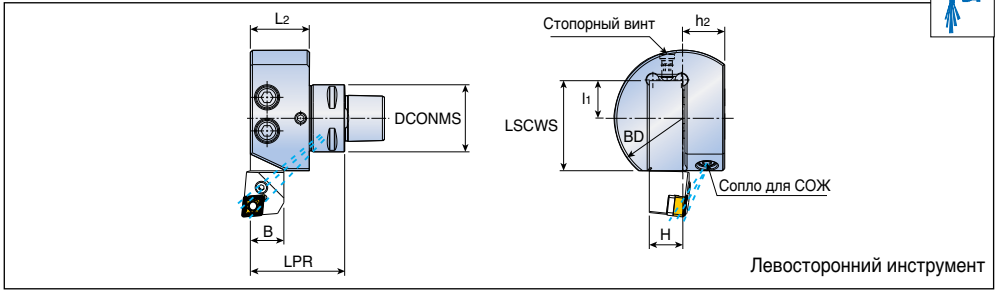 L2
Стопорный винт
h2
DCONMS
LSCWS
l1
BD
Сопло для СОЖ
B
H
LPR
Левосторонний инструмент